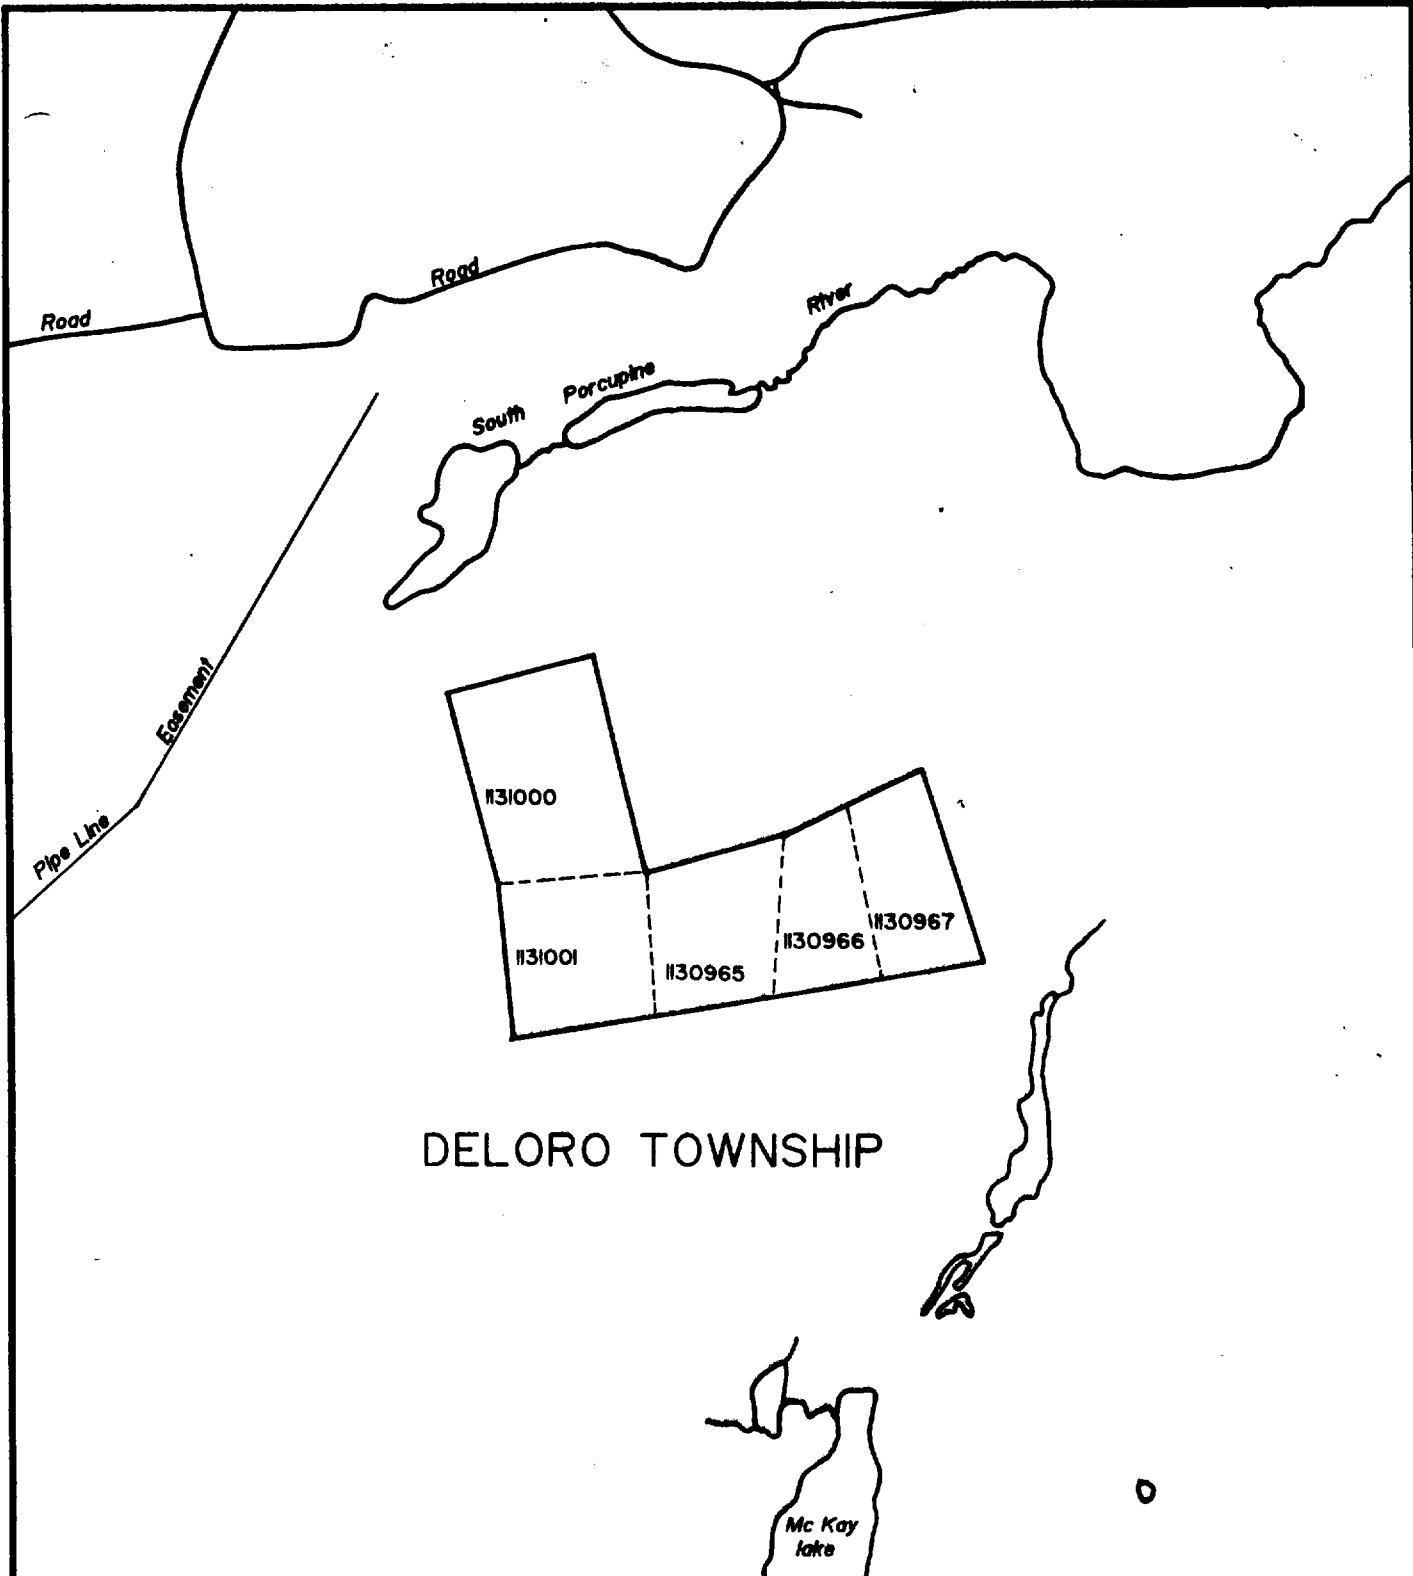 Road
Road
River
South Porcupine
Pipe Line Easement
1131000
1131001
1130965
1130966
1130967
DELORO TOWNSHIP
Mc Kay
lake